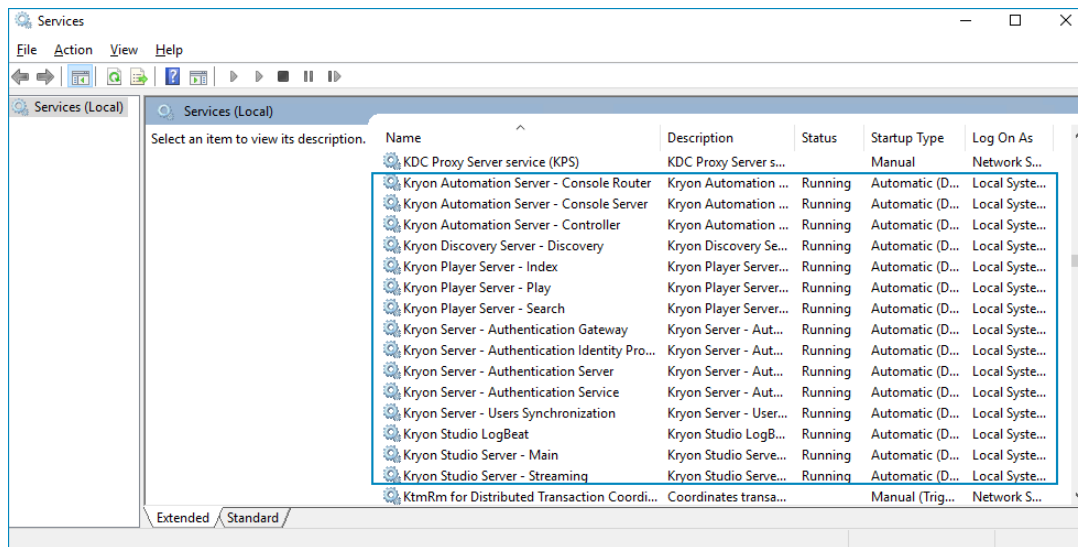 Services
File Action View Help
Services (Local)
Services (Local)
Select an item to view its description.
Name Description Status Startup Type Log On As
KDC Proxy Server service (KPS) KDC Proxy Server s... Manual Network S...
Kryon Automation Server - Console Router Kryon Automation ... Running Automatic (D... Local Syste...
Kryon Automation Server - Console Server Kryon Automation ... Running Automatic (D... Local Syste...
Kryon Automation Server - Controller Kryon Automation ... Running Automatic (D... Local Syste...
Kryon Discovery Server - Discovery Kryon Discovery Se... Running Automatic (D... Local Syste...
Kryon Player Server - Index Kryon Player Server... Running Automatic (D... Local Syste...
Kryon Player Server - Play Kryon Player Server... Running Automatic (D... Local Syste...
Kryon Player Server - Search Kryon Player Server... Running Automatic (D... Local Syste...
Kryon Server - Authentication Gateway Kryon Server - Aut... Running Automatic (D... Local Syste...
Kryon Server - Authentication Identity Pro... Kryon Server - Aut... Running Automatic (D... Local Syste...
Kryon Server - Authentication Server Kryon Server - Aut... Running Automatic (D... Local Syste...
Kryon Server - Authentication Service Kryon Server - Aut... Running Automatic (D... Local Syste...
Kryon Server - Users Synchronization Kryon Server - User... Running Automatic (D... Local Syste...
Kryon Studio LogBeat Kryon Studio LogB... Running Automatic (D... Local Syste...
Kryon Studio Server - Main Kryon Studio Serve... Running Automatic (D... Local Syste...
Kryon Studio Server - Streaming Kryon Studio Serve... Running Automatic (D... Local Syste...
KtmRm for Distributed Transaction Coordi... Coordinates transa... Manual (Trig... Network S...
Extended Standard